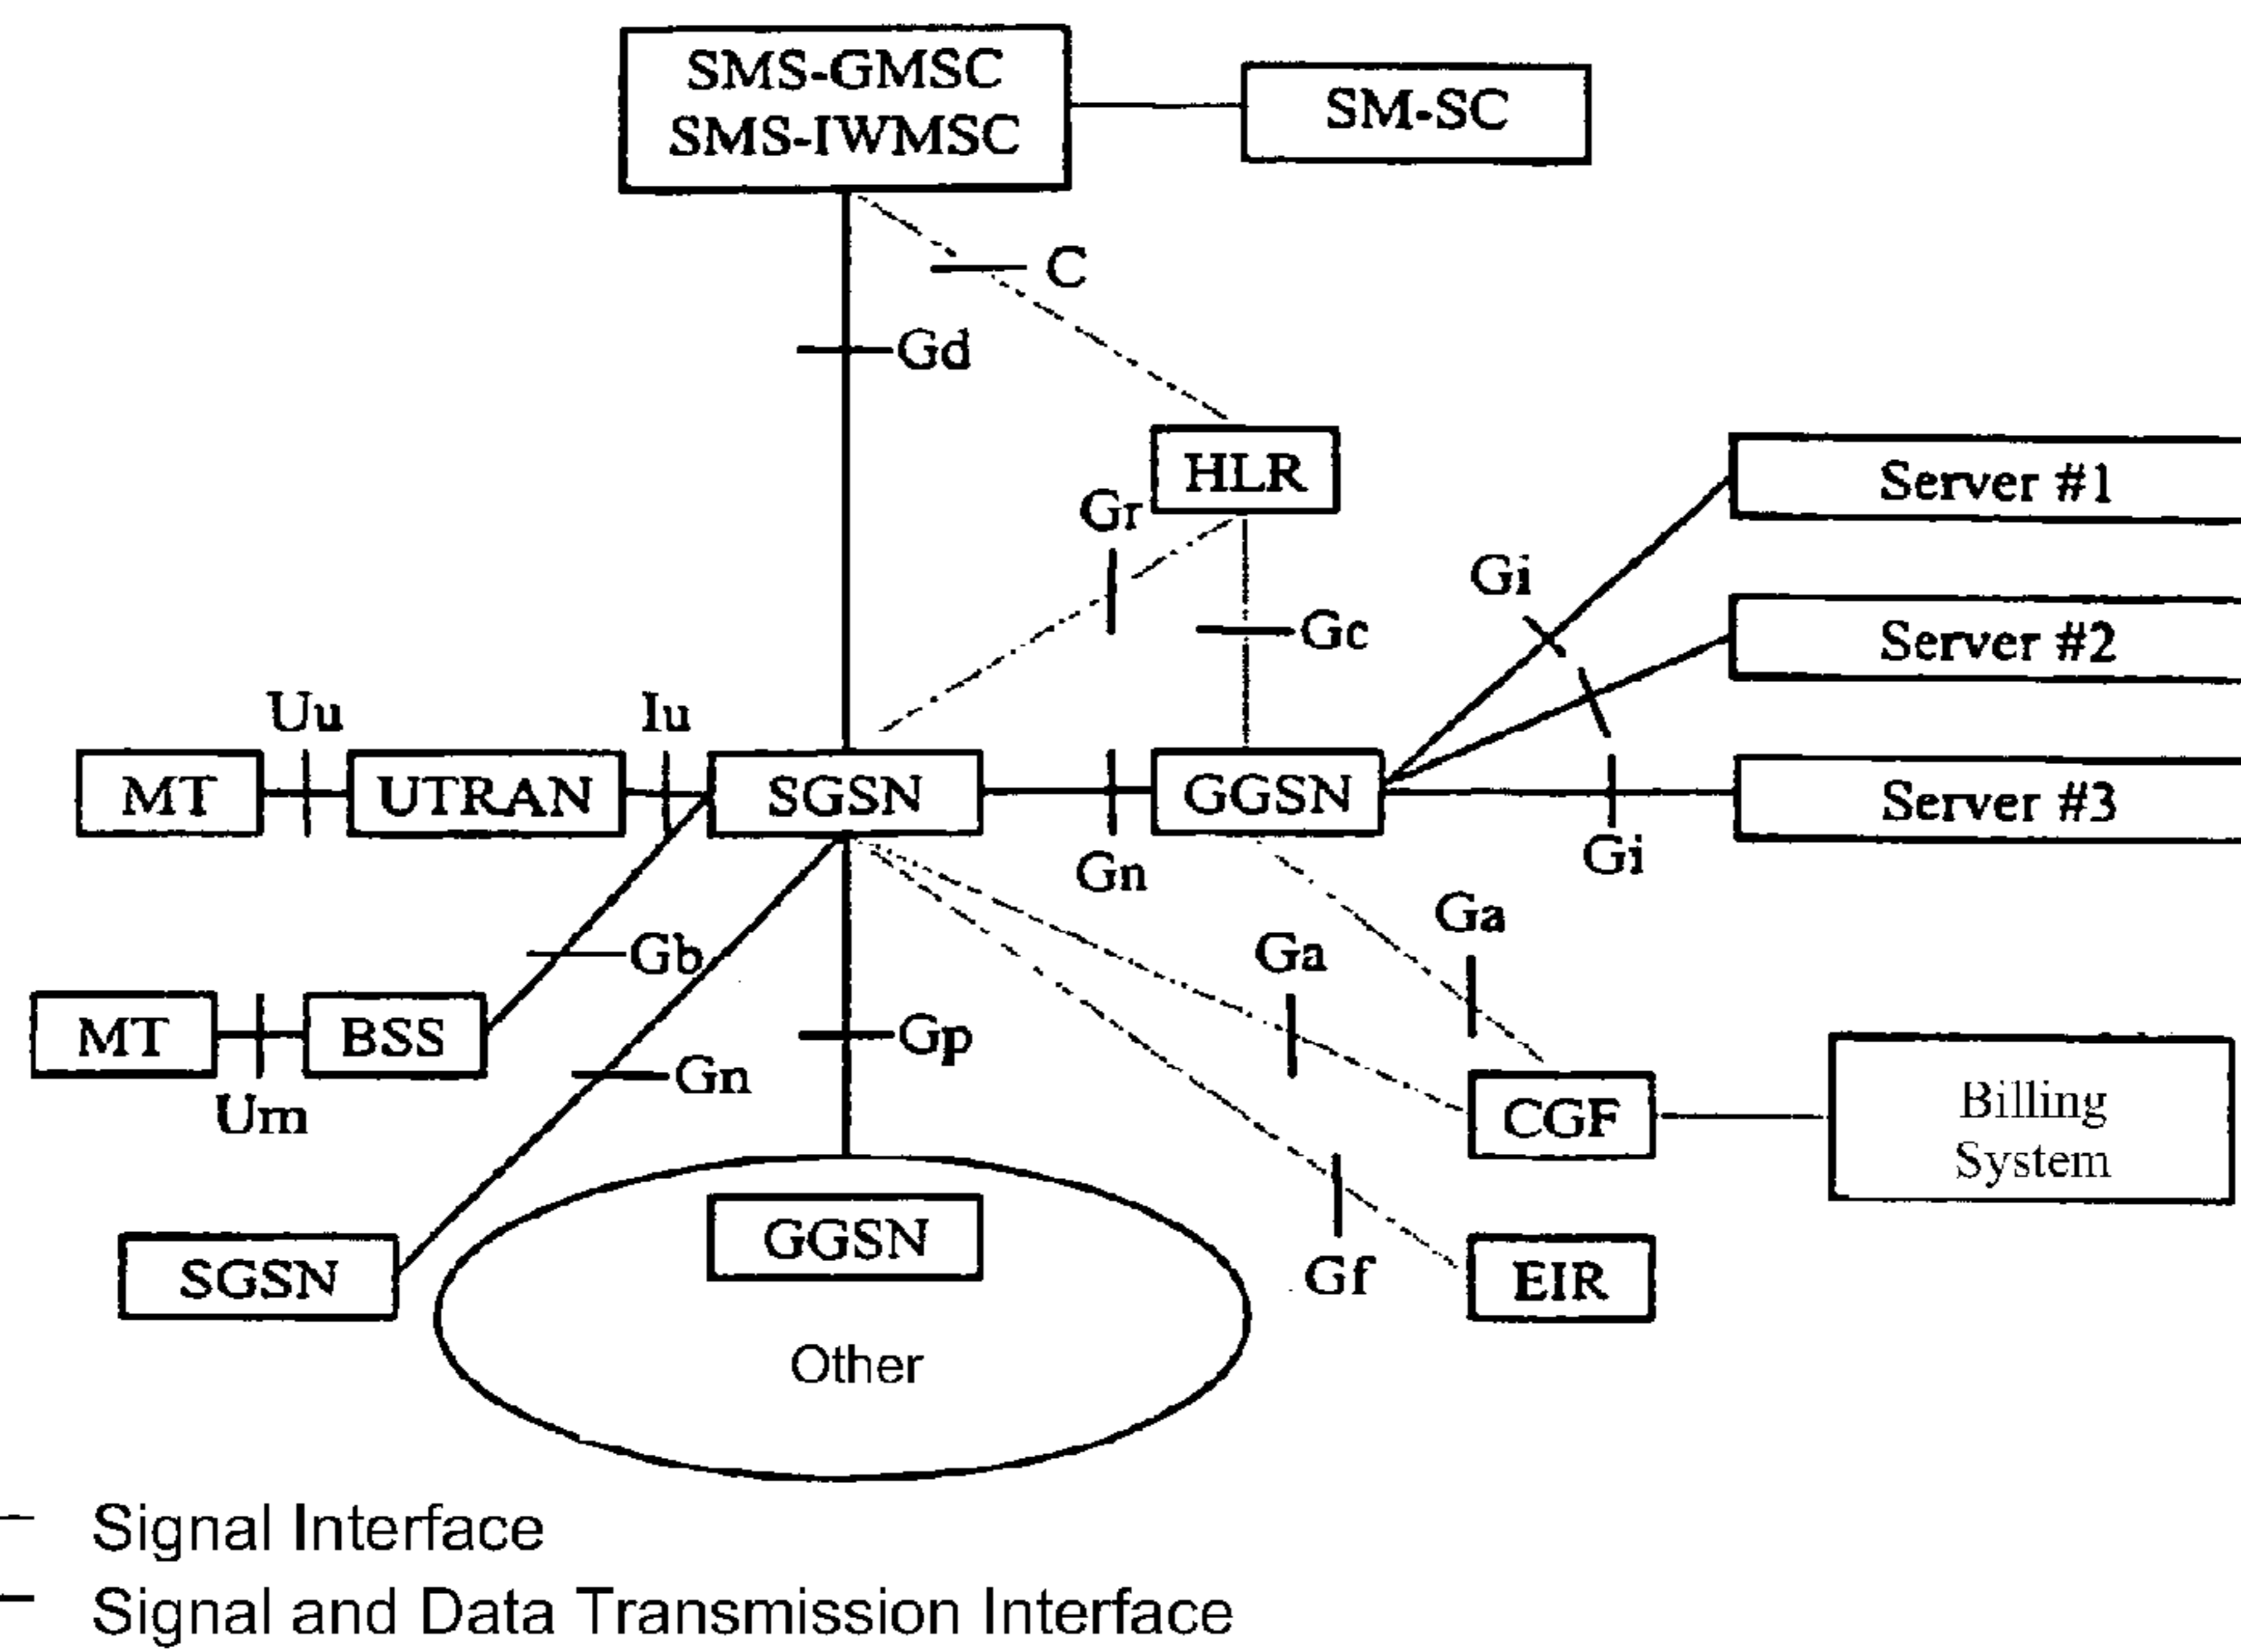 SMS-GMSC
SMS-IWMSC
SM-SC
C
Gd
HLR
Gr
Server #1
Gi
Gc
Server #2
Uu
Iu
MT
UTRAN
SGSN
GGSN
Server #3
Gn
Gi
Ga
Gb
Ga
MT
BSS
Gp
Gn
Um
CGF
Billing
System
GGSN
SGSN
Gf
EIR
Other
Signal Interface
Signal and Data Transmission Interface